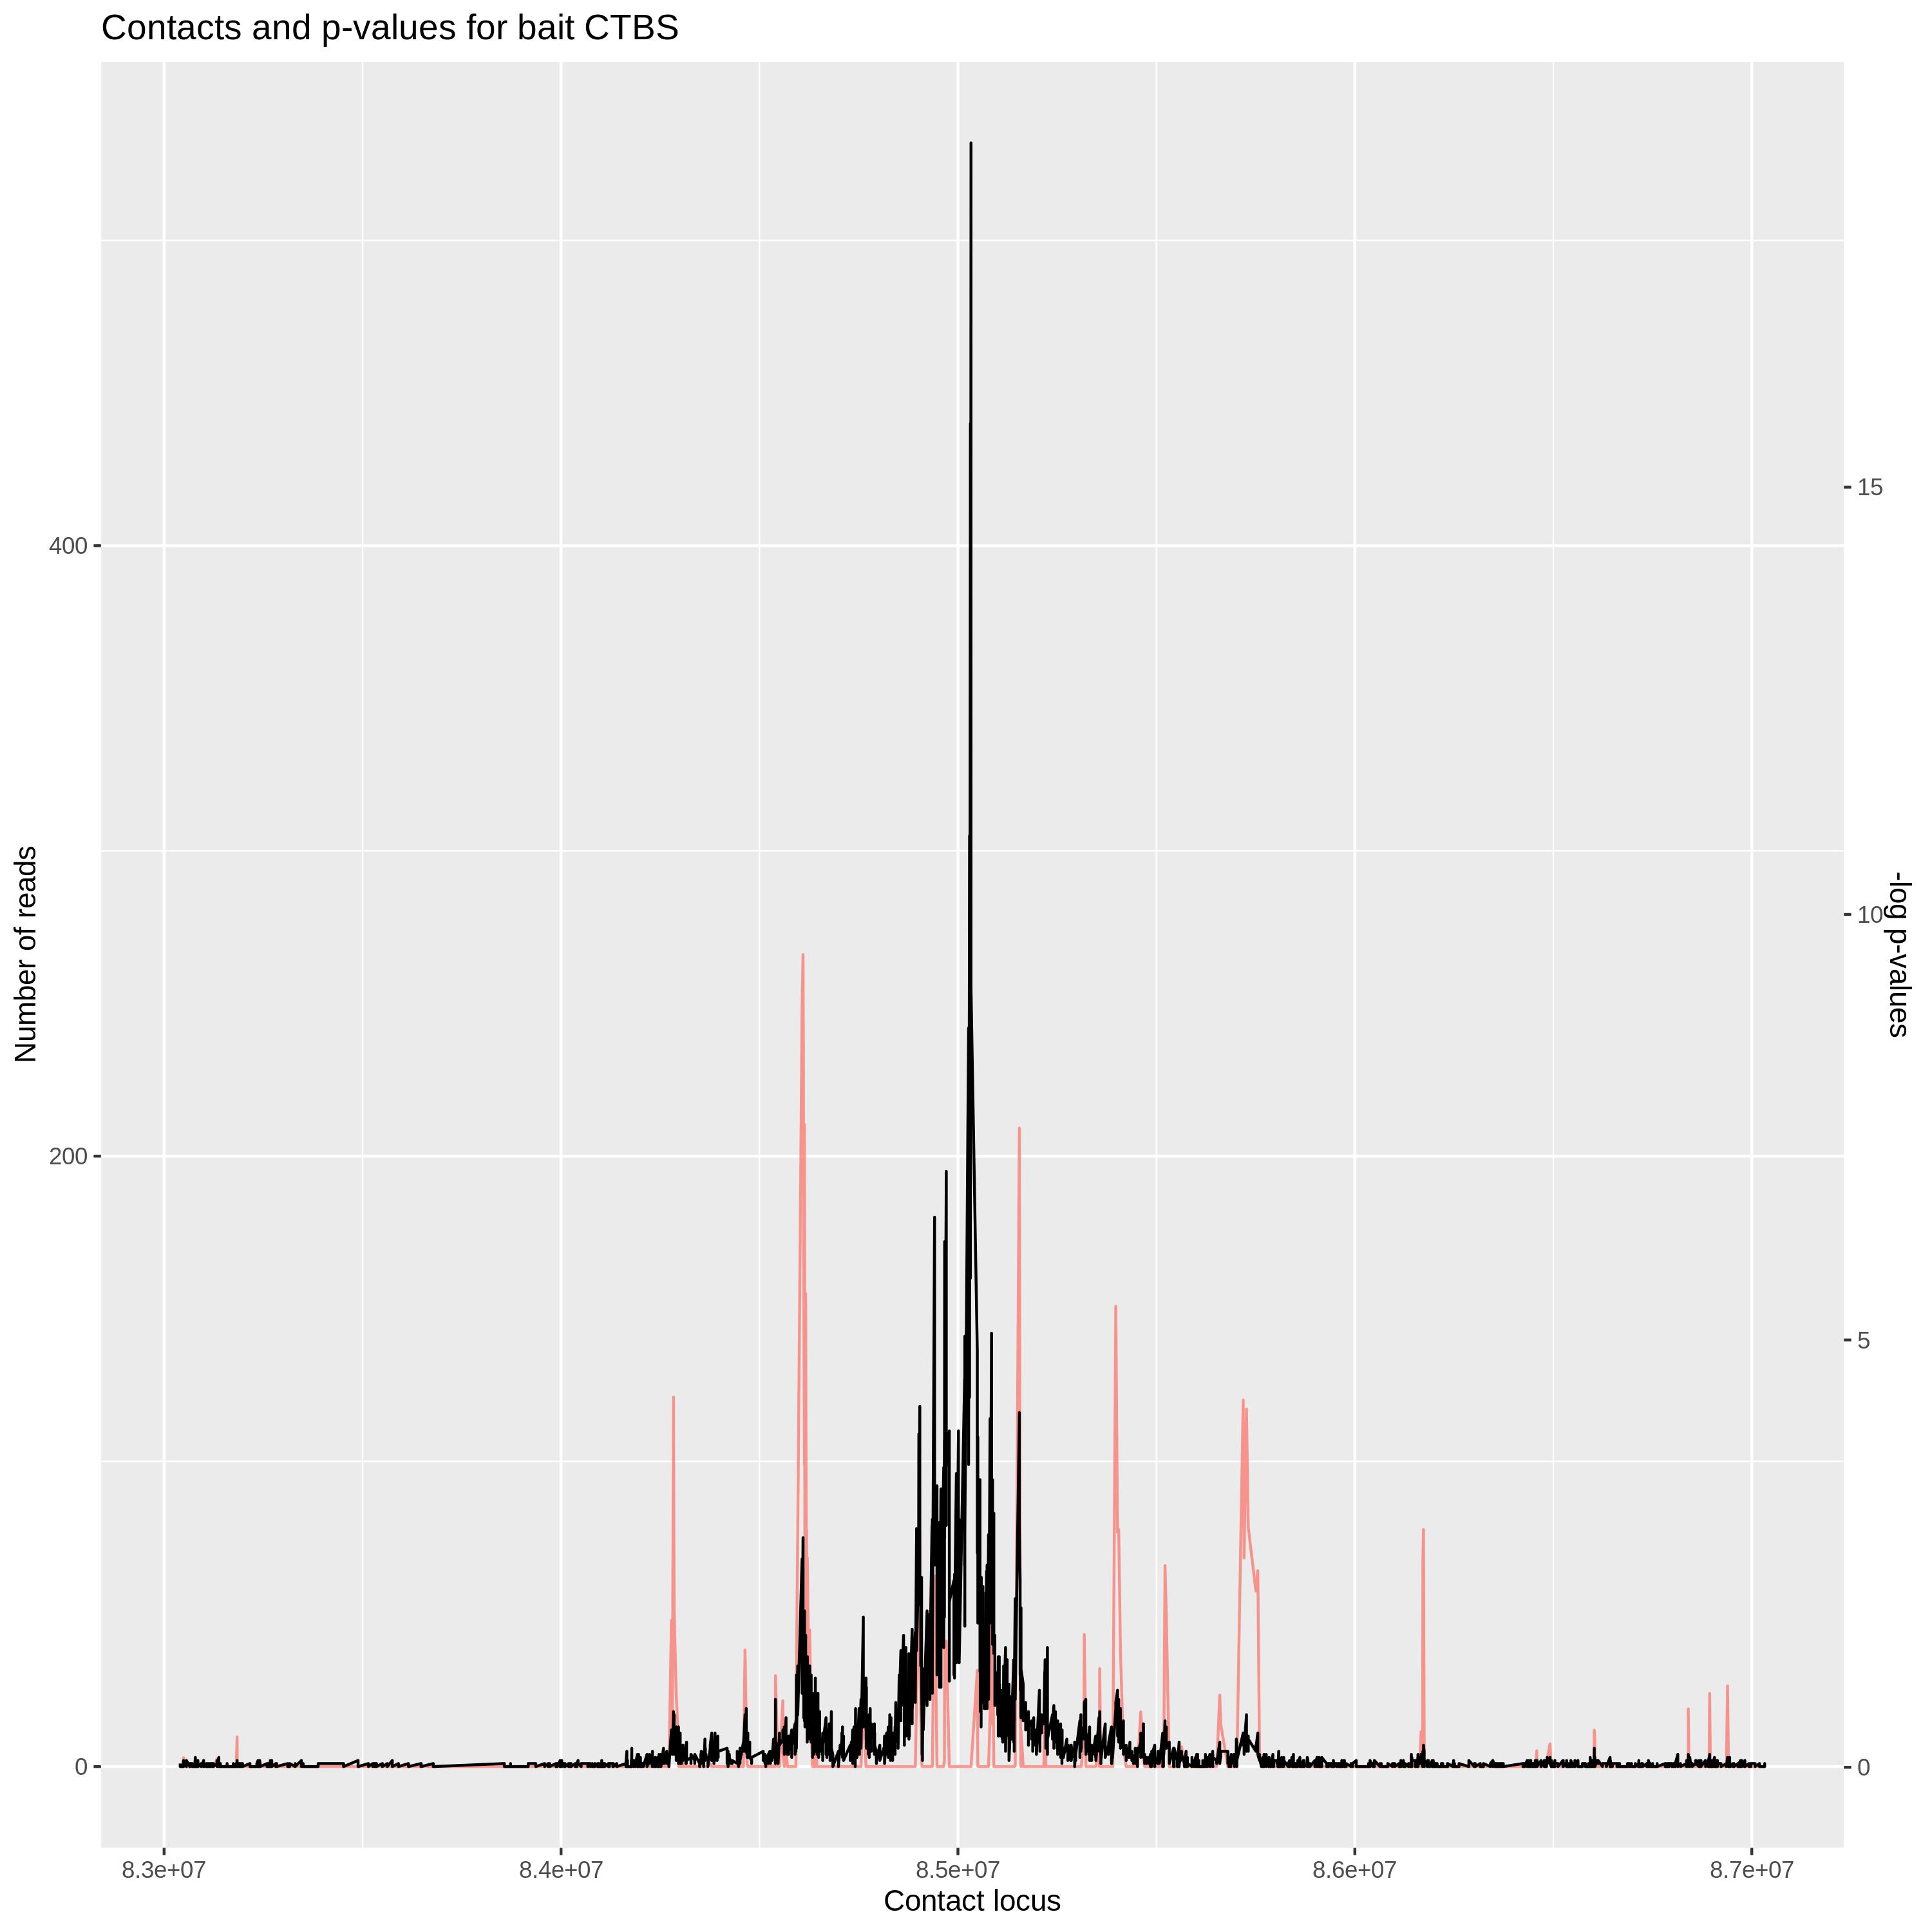 Contacts and p-values for bait CTBS
Number of reads
400
200
0
15
10
5
0
-log p-values
8.3e+07
8.4e+07
8.5e+07
8.6e+07
8.7e+07
Contact locus